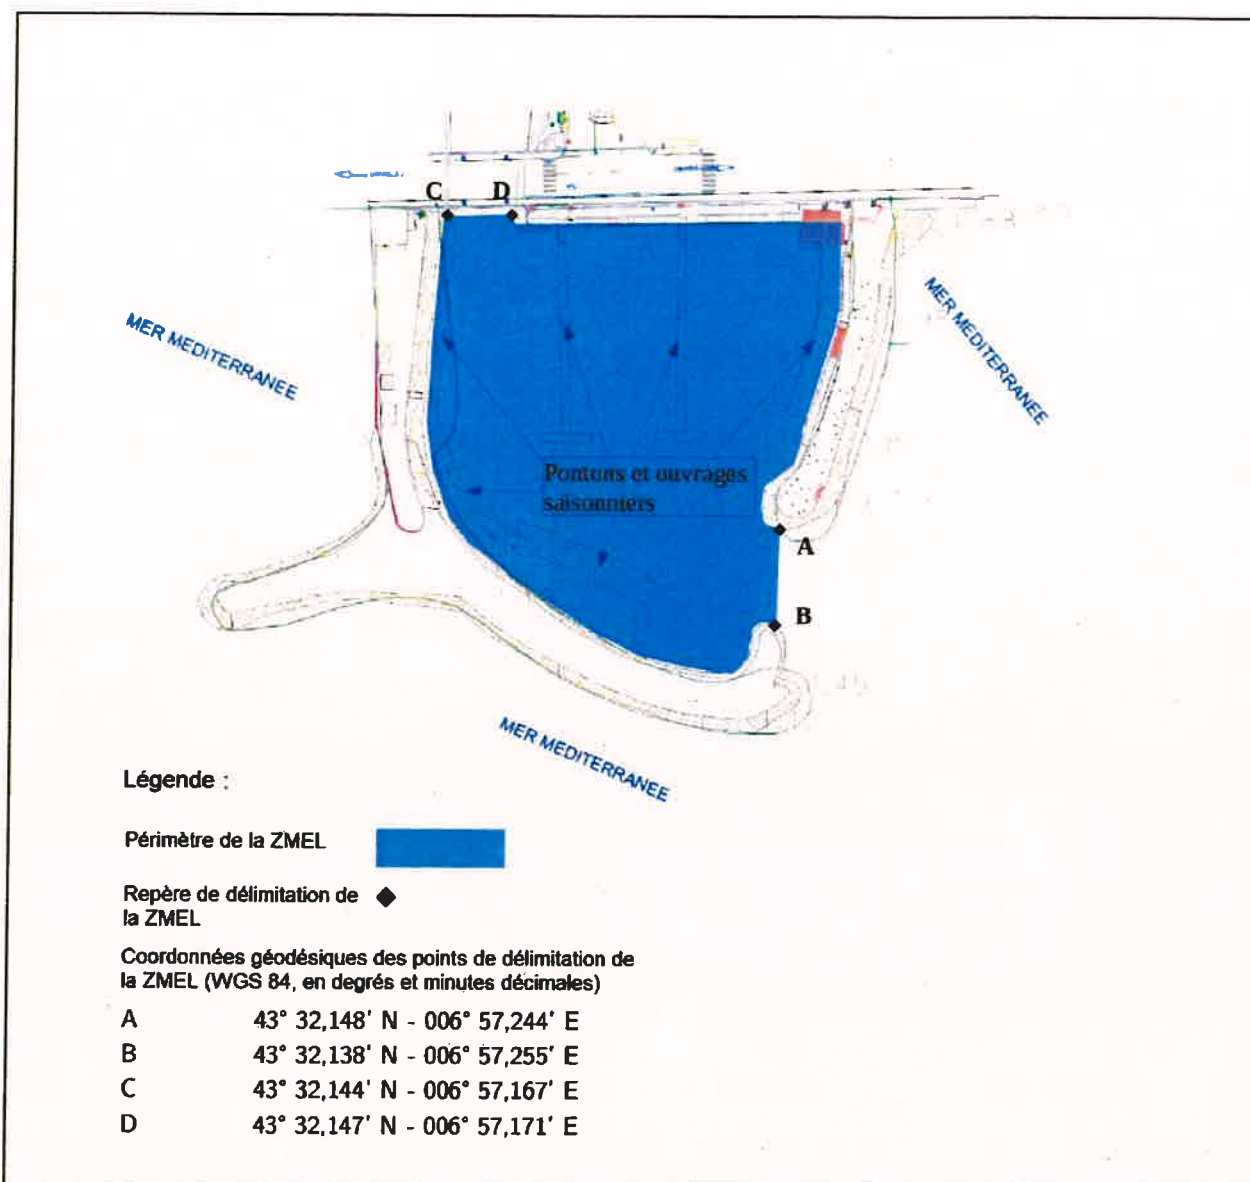 C D
MER MEDITERRANEE
MER MEDITERRANEE
Pontons et ouvrages
saisonniers
A
B
MER MEDITERRANEE
Légende :
Périmètre de la ZMEL
Repère de délimitation de
la ZMEL
Coordonnées géodésiques des points de délimitation de
la ZMEL (WGS 84, en degrés et minutes décimales)
A 43° 32,148' N - 006° 57,244' E
B 43° 32,138' N - 006° 57,255' E
C 43° 32,144' N - 006° 57,167' E
D 43° 32,147' N - 006° 57,171' E